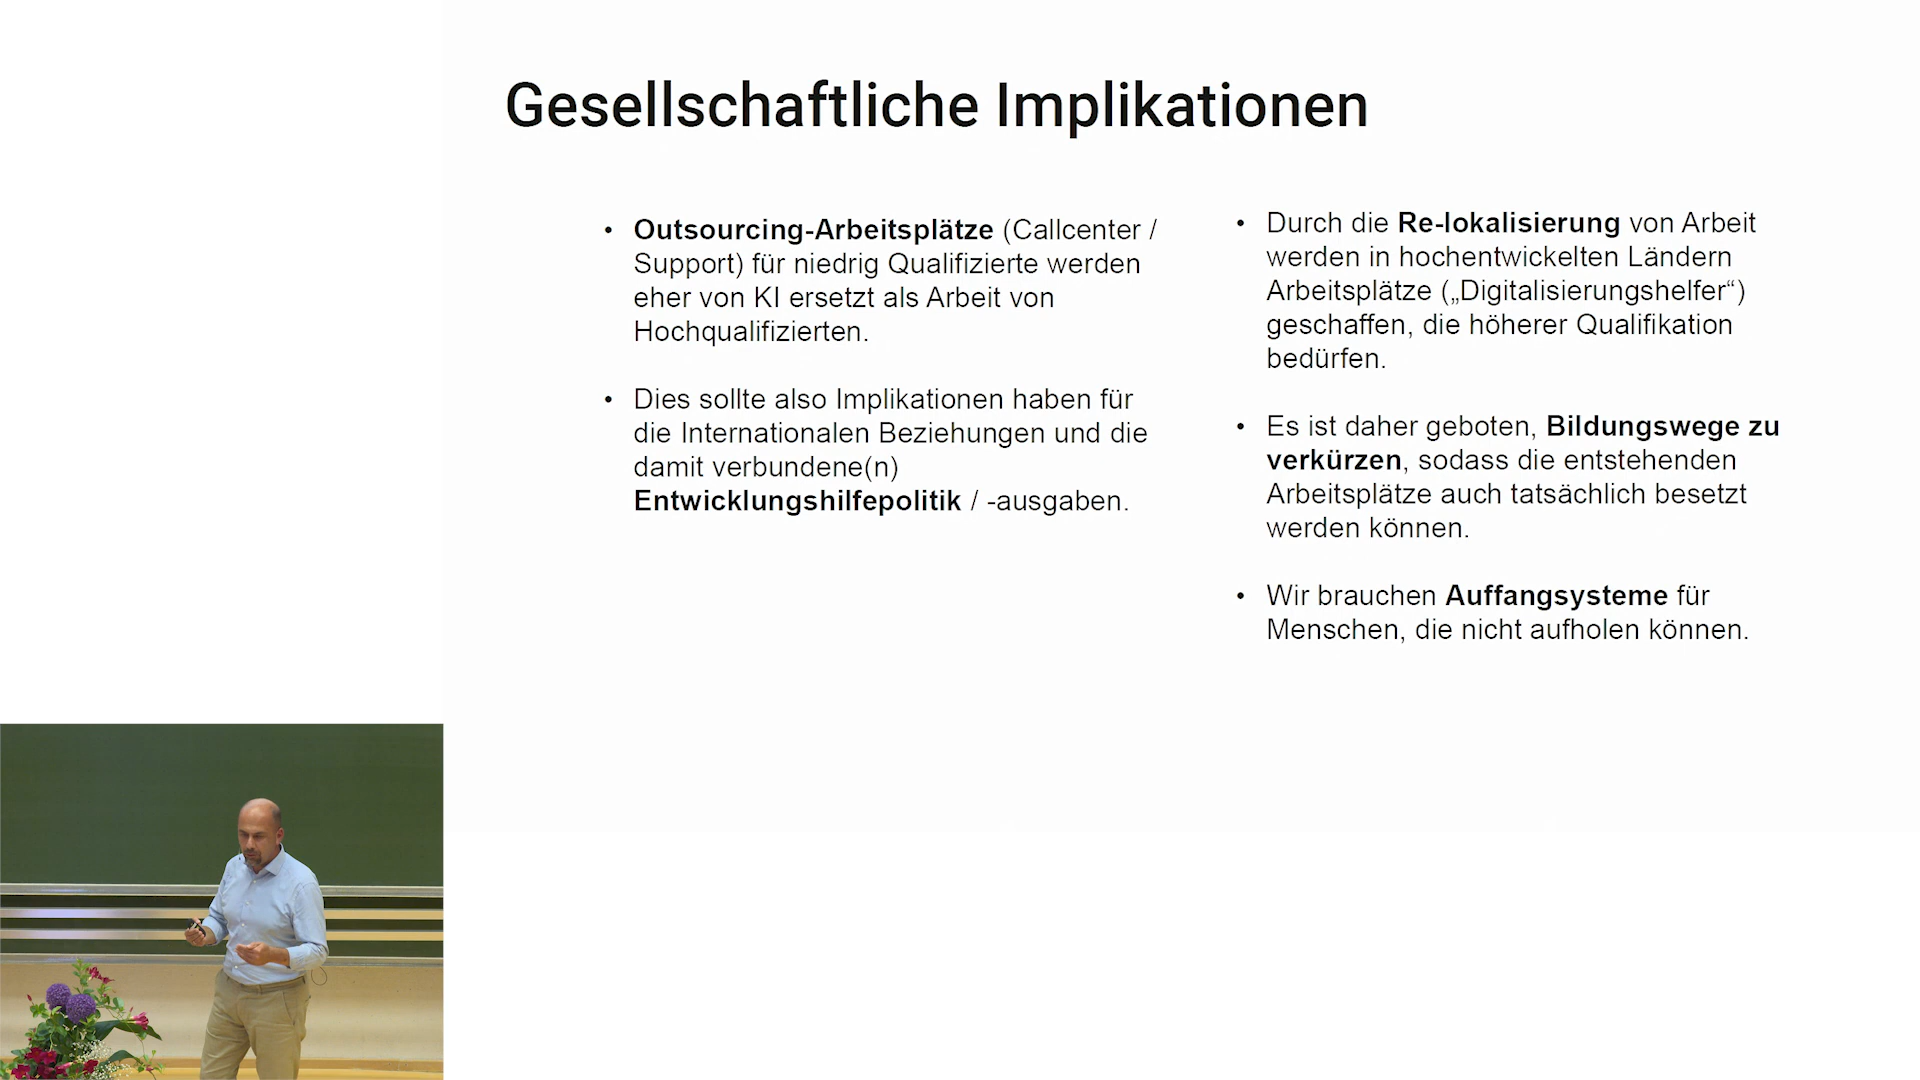 Gesellschaftliche Implikationen
• Outsourcing-Arbeitsplätze (Callcenter /
Support) für niedrig Qualifizierte werden
eher von KI ersetzt als Arbeit von
Hochqualifizierten.
• Dies sollte also Implikationen haben für
die Internationalen Beziehungen und die
damit verbundene(n)
Entwicklungshilfepolitik / -ausgaben.
• Durch die Re-lokalisierung von Arbeit
werden in hochentwickelten Ländern
Arbeitsplätze („Digitalisierungshelfer“)
geschaffen, die höherer Qualifikation
bedürfen.
• Es ist daher geboten, Bildungswege zu
verkürzen, sodass die entstehenden
Arbeitsplätze auch tatsächlich besetzt
werden können.
• Wir brauchen Auffangsysteme für
Menschen, die nicht aufholen können.